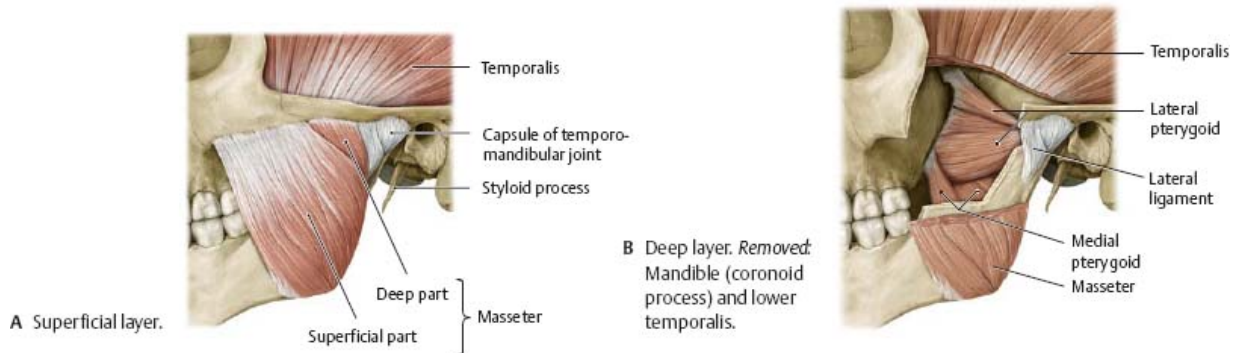 Temporalis
Capsule of temporo-
mandibular joint
Styloid process
Deep part
Superficial part
Masseter
A Superficial layer.
Temporalis
Lateral
pterygoid
Lateral
ligament
Medial
pterygoid
Masseter
B Deep layer. Removed:
Mandible (coronoid
process) and lower
temporalis.